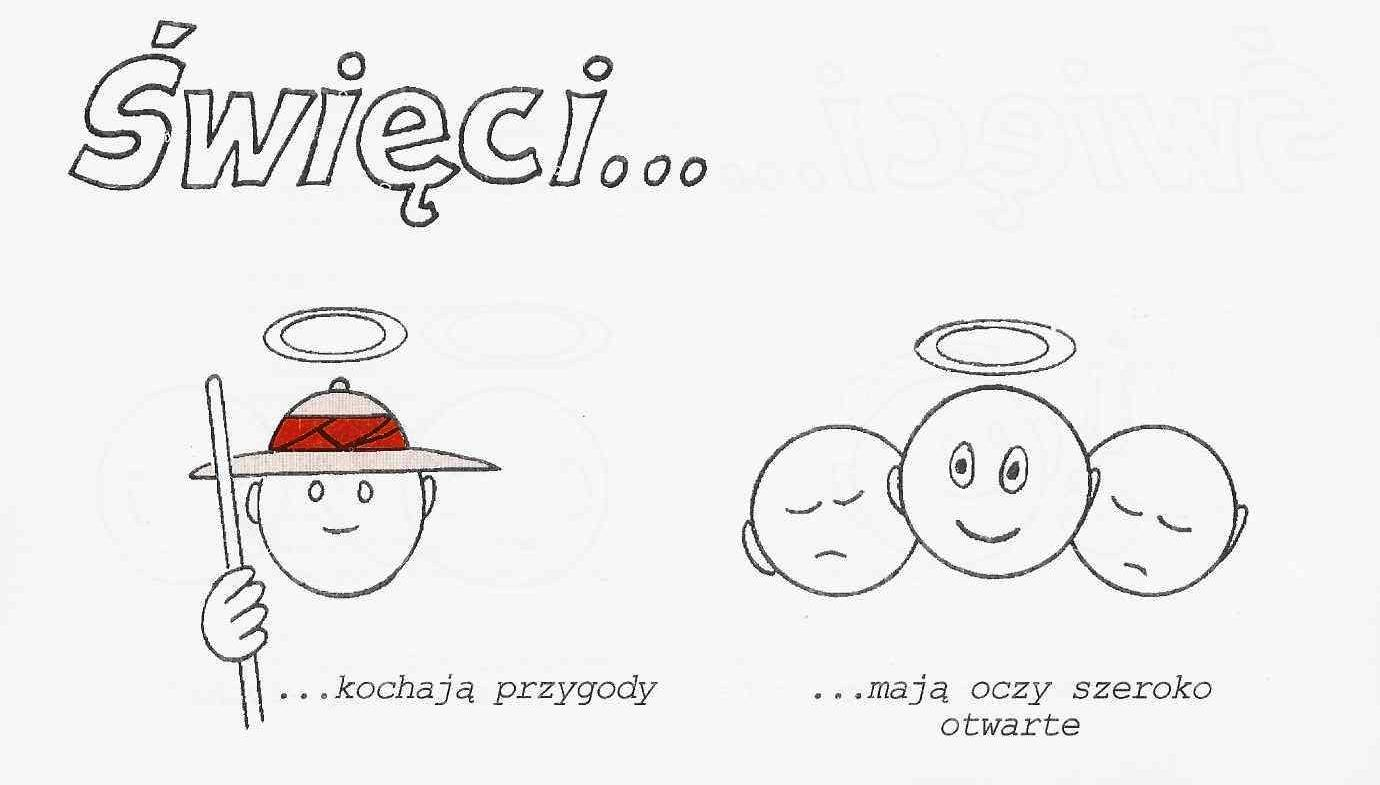 Święci...
...kochają przygody
...mają oczy szeroko
otwarte